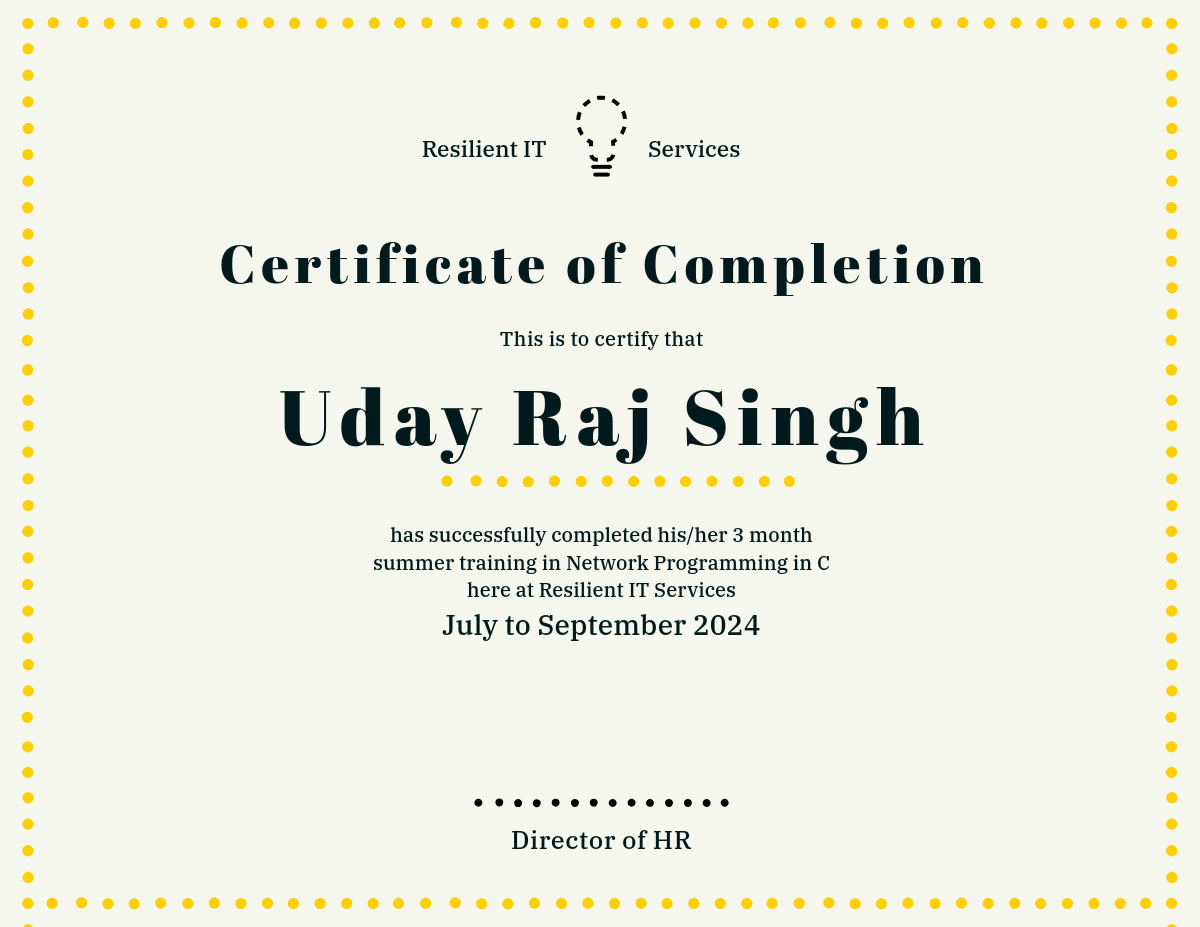 Resilient IT Services
Certificate of Completion
This is to certify that
Uday Raj Singh
has successfully completed his/her 3 month
summer training in Network Programming in C
here at Resilient IT Services
July to September 2024
Director of HR